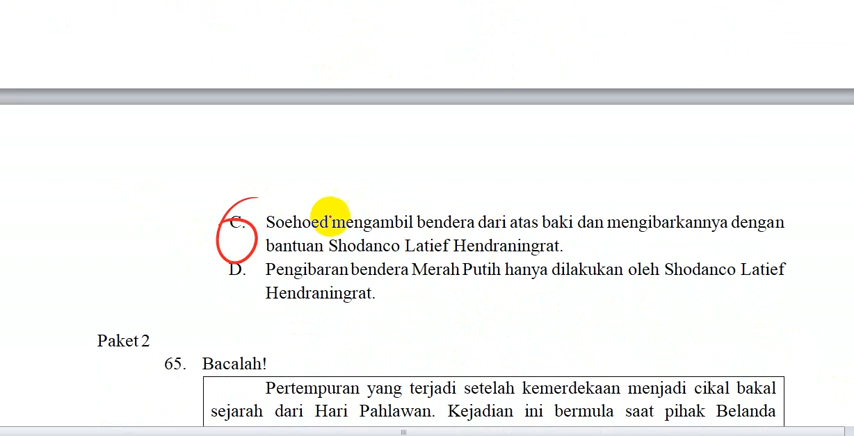 C. Soehoed mengambil bendera dari atas baki dan mengibarkannya dengan
bantuan Shodanco Latief Hendraningrat.
D. Pengibaran bendera Merah Putih hanya dilakukan oleh Shodanco Latief
Hendraningrat.
Paket 2
65. Bacalah!
Pertempuran yang terjadi setelah kemerdekaan menjadi cikal bakal
sejarah dari Hari Pahlawan. Kejadian ini bermula saat pihak Belanda